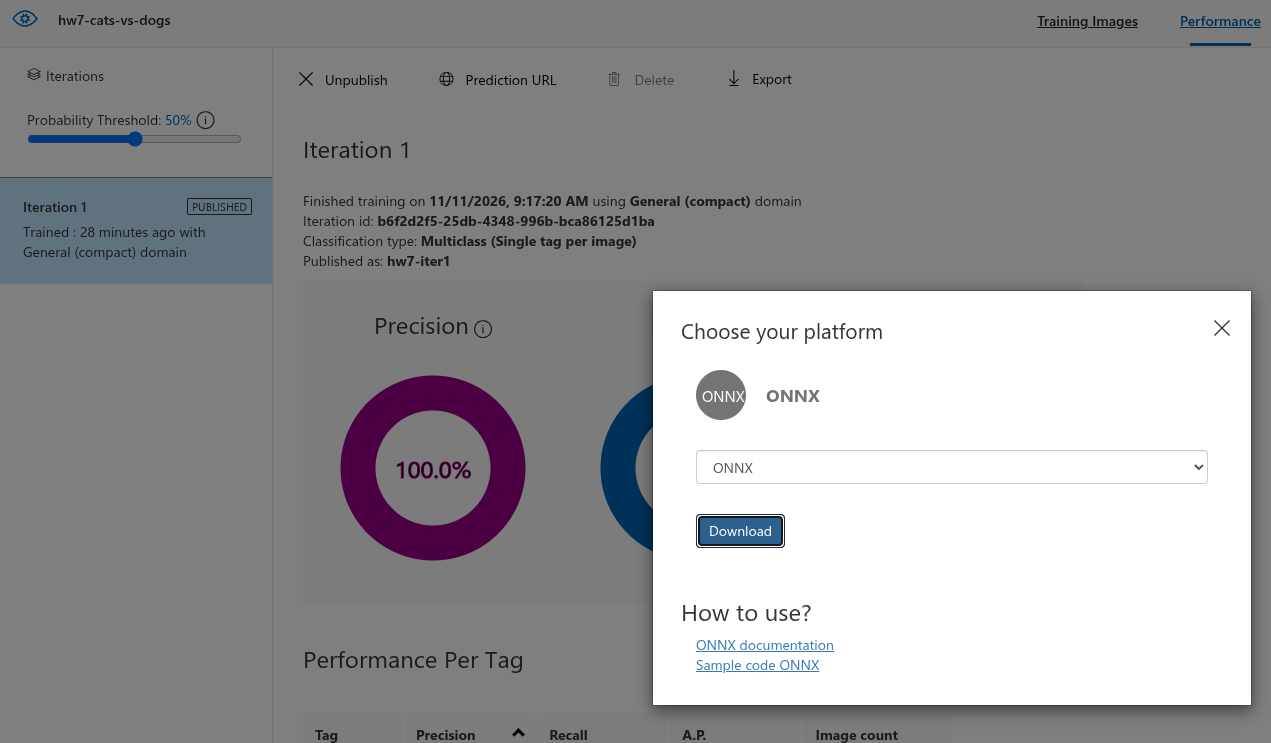 hw7-cats-vs-dogs
Training Images
Performance
Iterations
Probability Threshold: 50%
Iteration 1
PUBLISHED
Trained : 28 minutes ago with
General (compact) domain
Unpublish
Prediction URL
Delete
Export
Iteration 1
Finished training on 11/11/2026, 9:17:20 AM using General (compact) domain
Iteration id: b6f2d2f5-25db-4348-996b-bca86125d1ba
Classification type: Multiclass (Single tag per image)
Published as: hw7-iter1
Precision
100.0%
Choose your platform
ONNX
ONNX
ONNX
Download
How to use?
ONNX documentation
Sample code ONNX
Performance Per Tag
Tag
Precision
Recall
A.P.
Image count